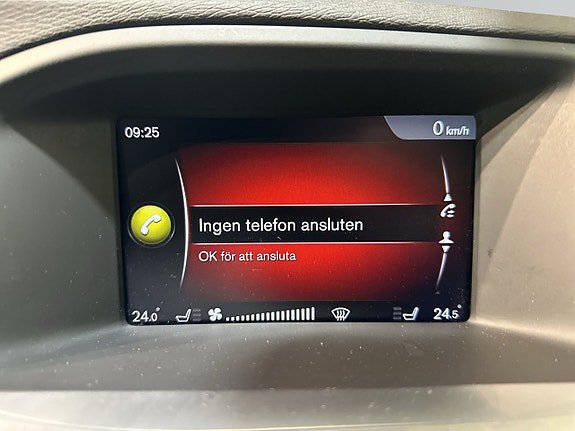 09:25
0 km/h
Ingen telefon ansluten
OK för att ansluta
24.0° 24.5°